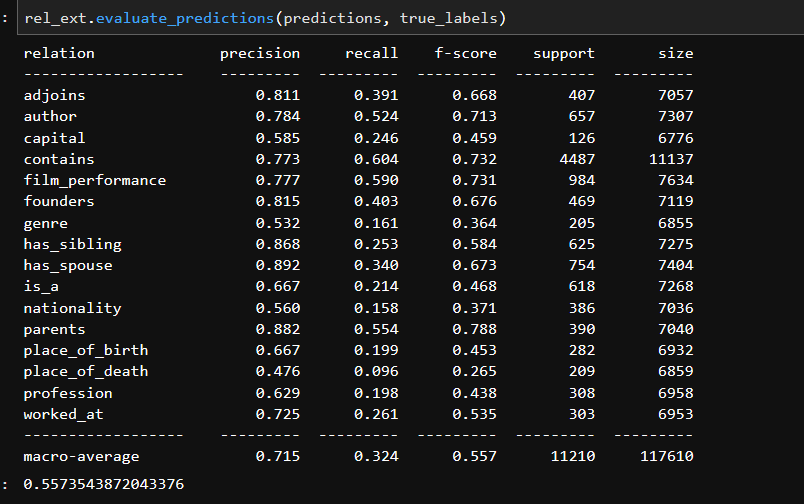 : rel_ext.evaluate_predictions(predictions, true_labels)
relation precision recall f-score support size
------------------ --------- --------- --------- --------- ---------
adjoins 0.811 0.391 0.668 407 7057
author 0.784 0.524 0.713 657 7307
capital 0.585 0.246 0.459 126 6776
contains 0.773 0.604 0.732 4487 11137
film_performance 0.777 0.590 0.731 984 7634
founders 0.815 0.403 0.676 469 7119
genre 0.532 0.161 0.364 205 6855
has_sibling 0.868 0.253 0.584 625 7275
has_spouse 0.892 0.340 0.673 754 7404
is_a 0.667 0.214 0.468 618 7268
nationality 0.560 0.158 0.371 386 7036
parents 0.882 0.554 0.788 390 7040
place_of_birth 0.667 0.199 0.453 282 6932
place_of_death 0.476 0.096 0.265 209 6859
profession 0.629 0.198 0.438 308 6958
worked_at 0.725 0.261 0.535 303 6953
------------------ --------- --------- --------- --------- ---------
macro-average 0.715 0.324 0.557 11210 117610
: 0.5573543872043376